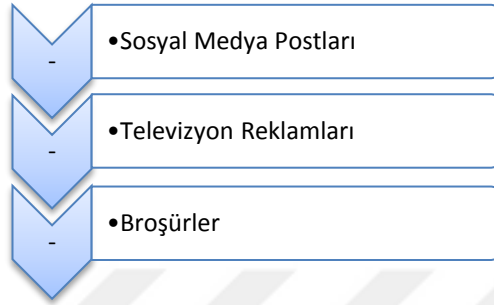 -
•Sosyal Medya Postları
-
•Televizyon Reklamları
-
•Broşürler